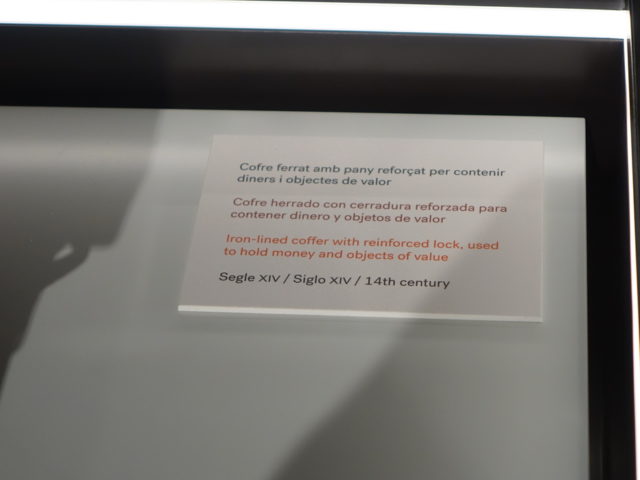 Cofre ferrat amb pany reforçat per contenir
diners i objectes de valor
Cofre herrado con cerradura reforzada para
contener dinero y objetos de valor
Iron-lined coffer with reinforced lock, used
to hold money and objects of value
Segle XIV / Siglo XIV / 14th century